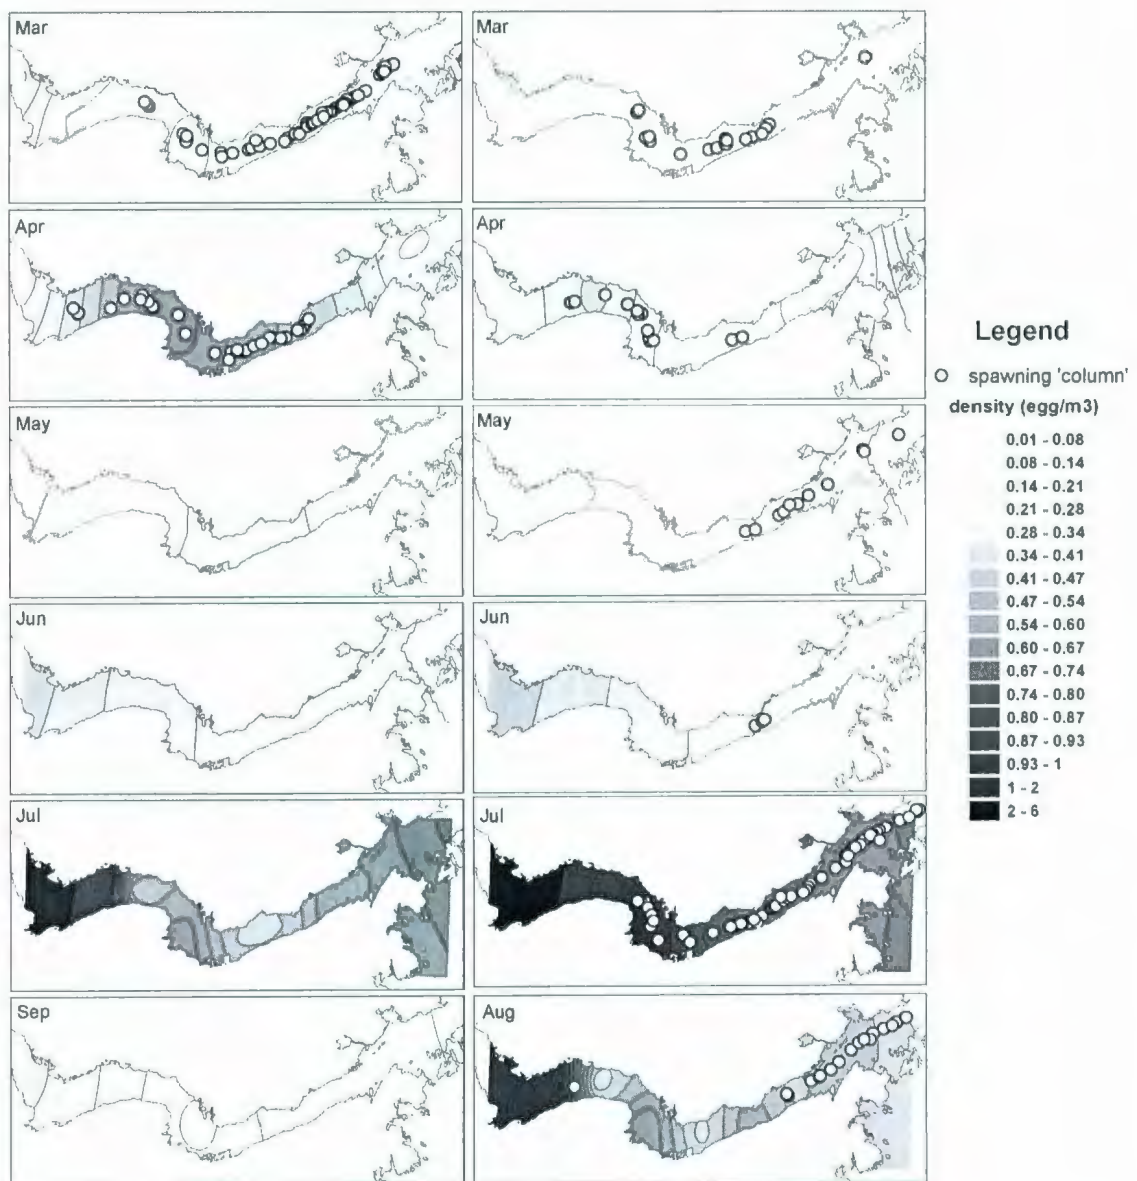 Mar
Mar
Apr
Apr
May
May
Jun
Jun
Jul
Jul
Sep
Aug
Legend
spawning 'column'
density (egg/m3)
0.01 - 0.08
0.08 - 0.14
0.14 - 0.21
0.21 - 0.28
0.28 - 0.34
0.34 - 0.41
0.41 - 0.47
0.47 - 0.54
0.54 - 0.60
0.60 - 0.67
0.67 - 0.74
0.74 - 0.80
0.80 - 0.87
0.87 - 0.93
0.93 - 1
1 - 2
2 - 6